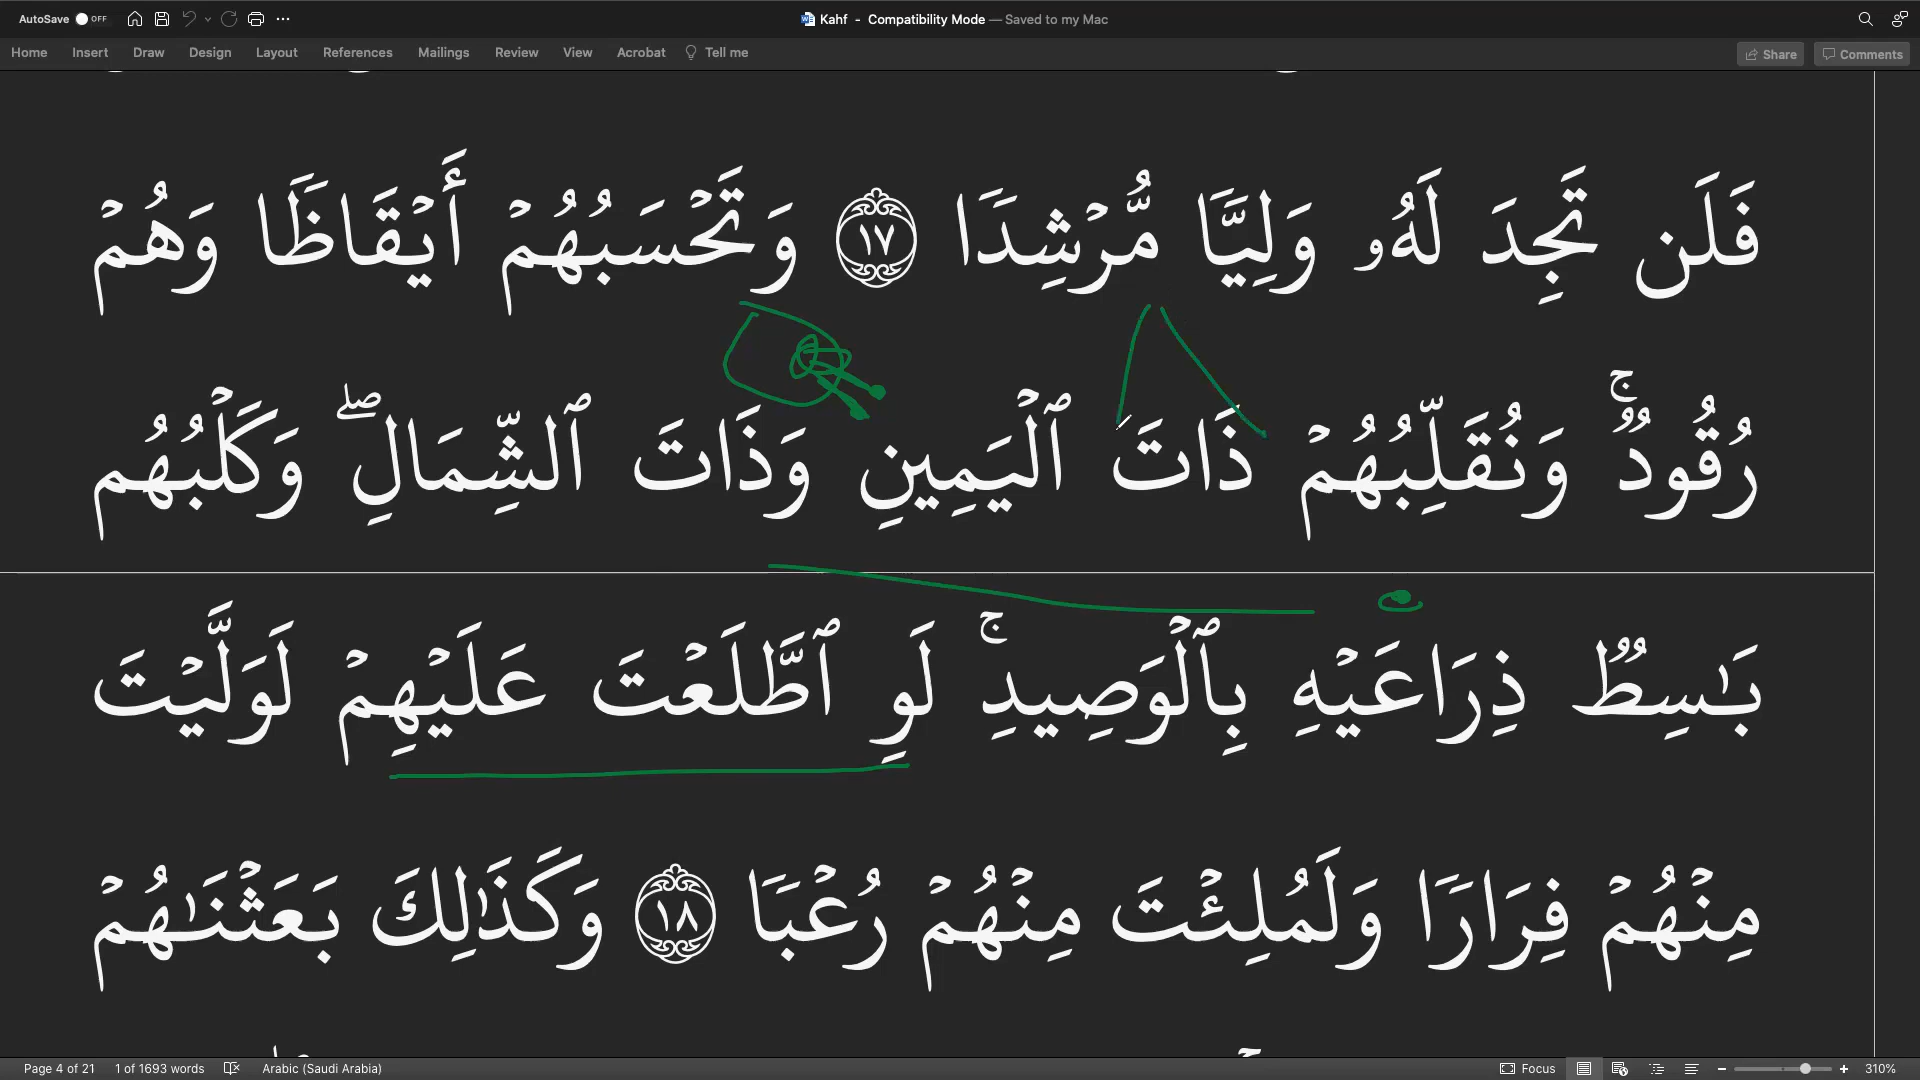 AutoSave OFF
Kahf - Compatibility Mode — Saved to my Mac
Home Insert Draw Design Layout References Mailings Review View Acrobat Tell me Share Comments
فَلَن تَجِدَ لَهُۥ وَلِيّٗا مُّرۡشِدٗا ١٧ وَتَحۡسَبُهُمۡ أَيۡقَاظٗا وَهُمۡ
رُقُودٞۚ وَنُقَلِّبُهُمۡ ذَاتَ ٱلۡيَمِينِ وَذَاتَ ٱلشِّمَالِۖ وَكَلۡبُهُم
بَٰسِطٞ ذِرَاعَيۡهِ بِٱلۡوَصِيدِۚ لَوِ ٱطَّلَعۡتَ عَلَيۡهِمۡ لَوَلَّيۡتَ
مِنۡهُمۡ فِرَارٗا وَلَمُلِئۡتَ مِنۡهُمۡ رُعۡبٗا ١٨ وَكَذَٰلِكَ بَعَثۡنَٰهُمۡ
Page 4 of 21 1 of 1693 words Arabic (Saudi Arabia) Focus 310%